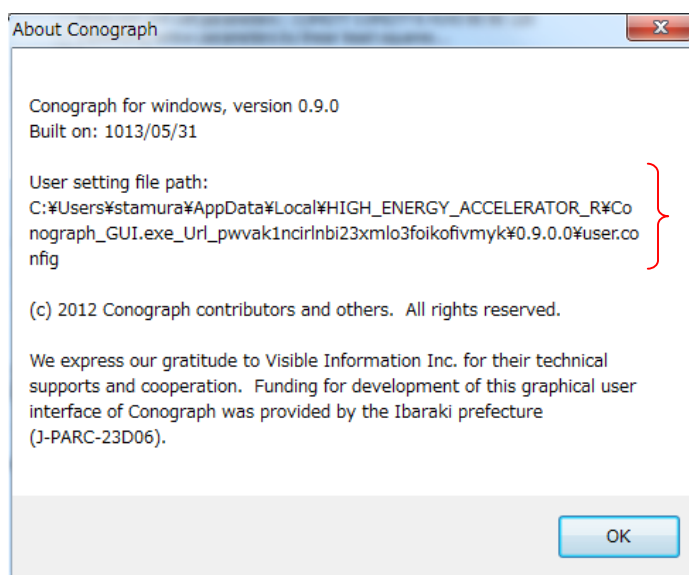 About Conograph
Conograph for windows, version 0.9.0
Built on: 1013/05/31
User setting file path:
C:¥Users¥stamura¥AppData¥Local¥HIGH_ENERGY_ACCELERATOR_R¥Co
nograph_GUI.exe_Url_pwvak1ncirlnbi23xmlo3foikofivmyk¥0.9.0.0¥user.co
nfig
(c) 2012 Conograph contributors and others.  All rights reserved.
We express our gratitude to Visible Information Inc. for their technical
supports and cooperation.  Funding for development of this graphical user
interface of Conograph was provided by the Ibaraki prefecture
(J-PARC-23D06).
OK